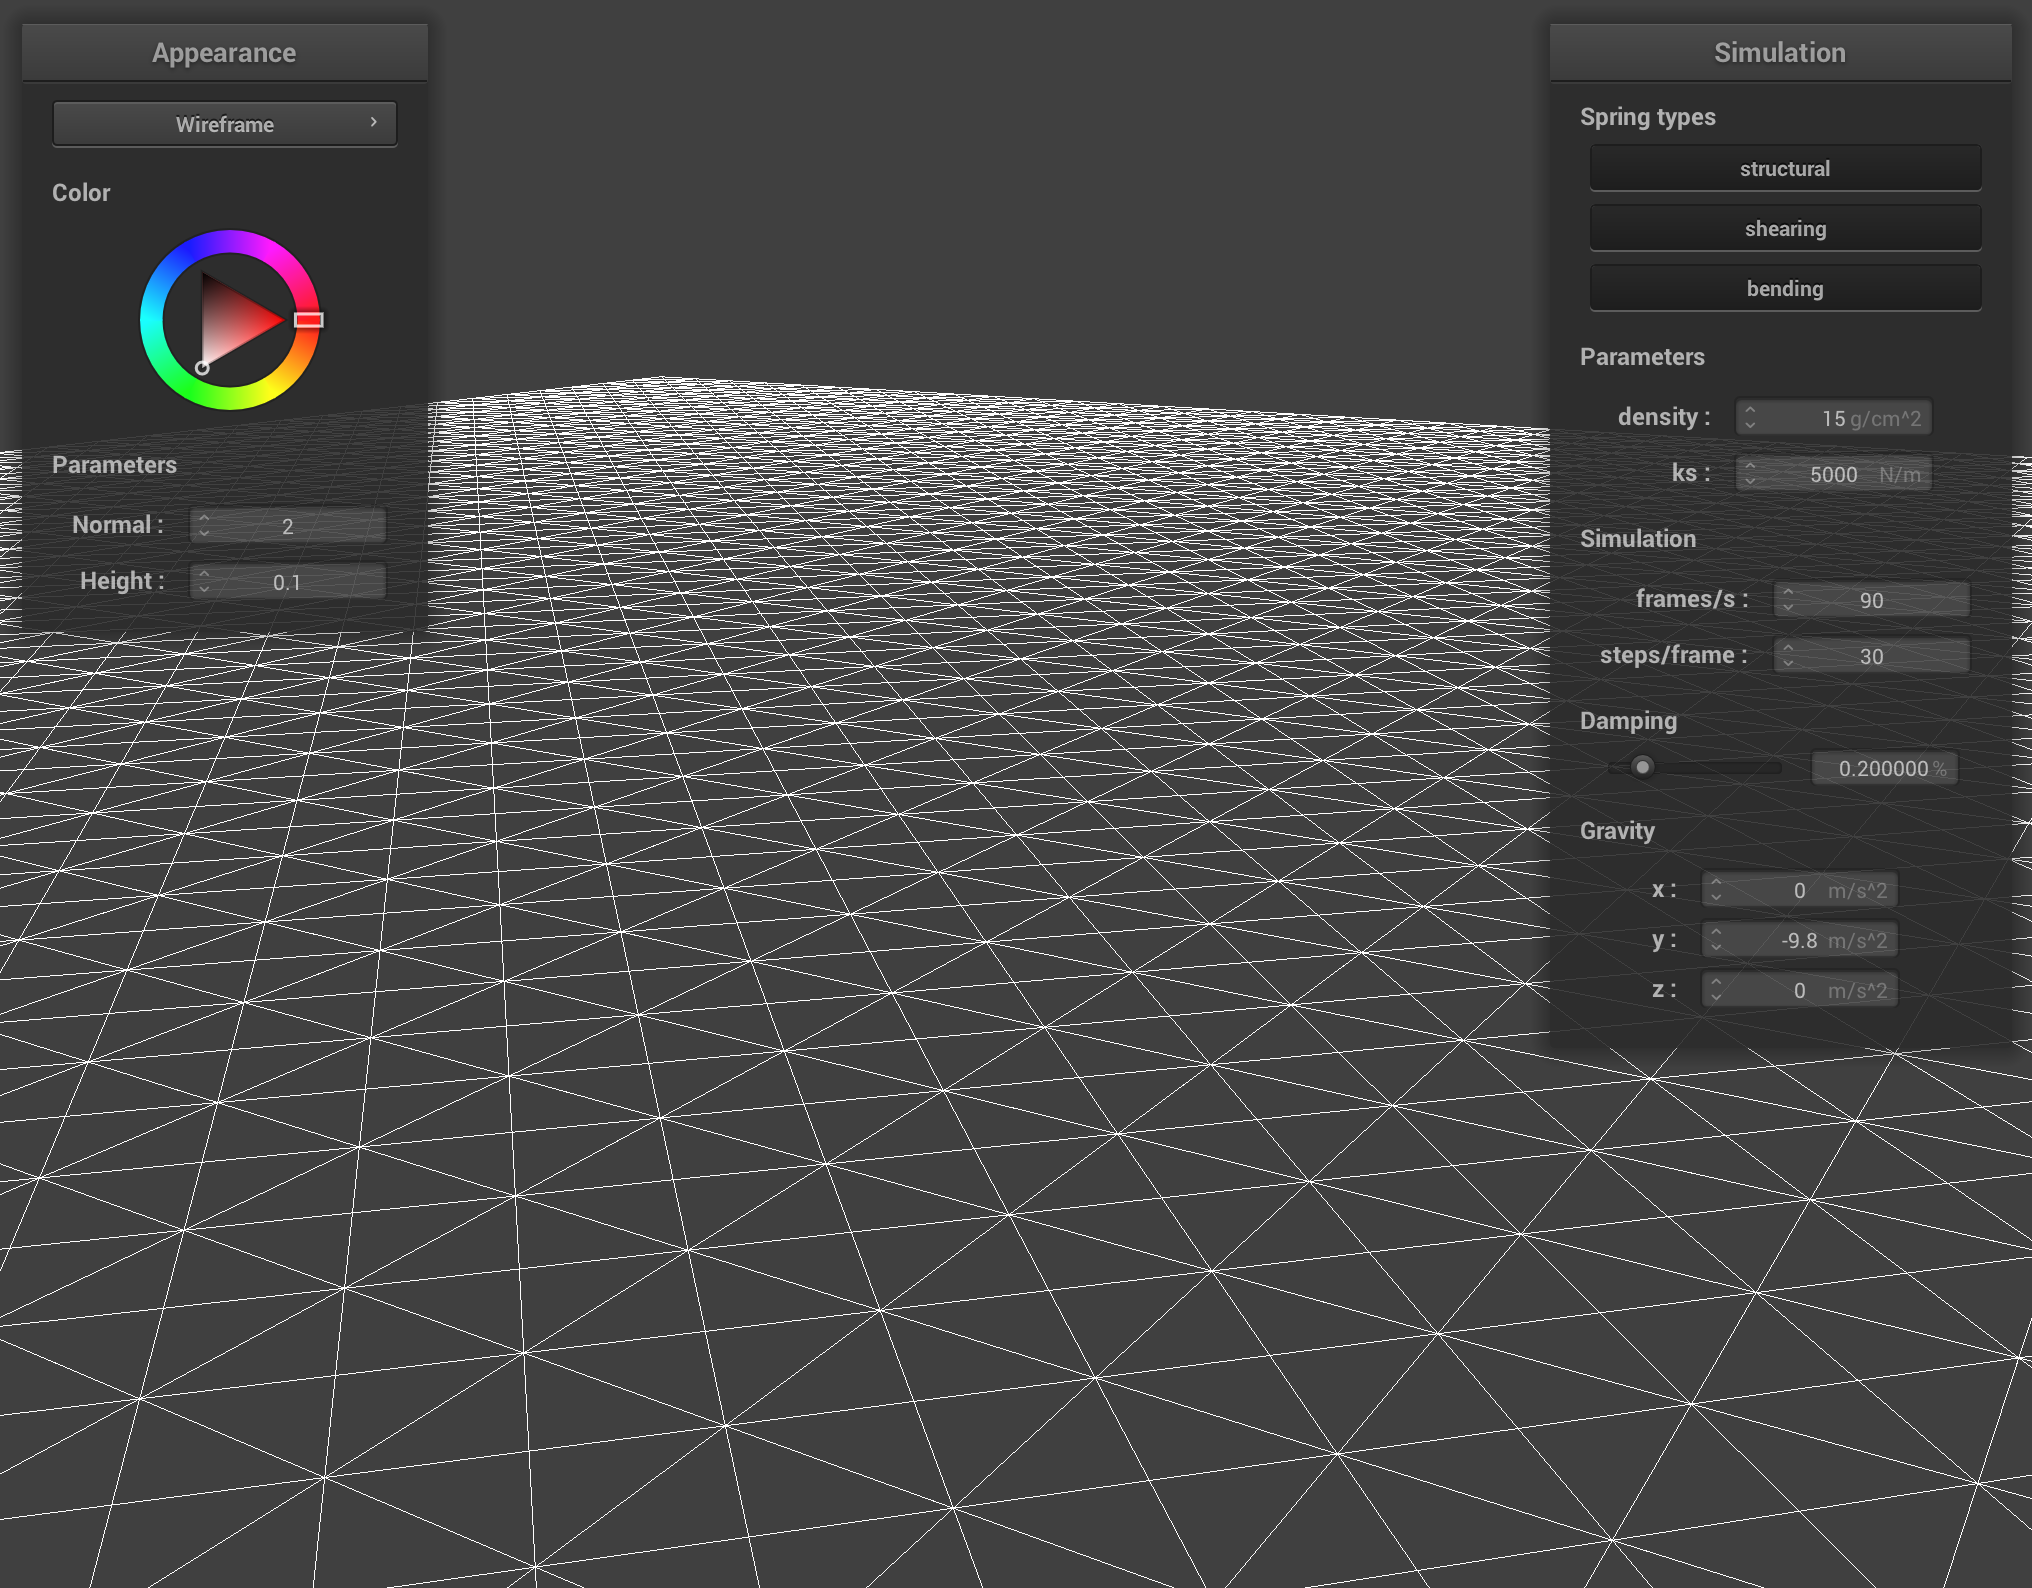 Appearance
Wireframe
Color
Parameters
Normal : 2
Height : 0.1
Simulation
Spring types
structural
shearing
bending
Parameters
density : 15 g/cm^2
ks : 5000 N/m
Simulation
frames/s : 90
steps/frame : 30
Damping
0.200000 %
Gravity
x : 0 m/s^2
y : -9.8 m/s^2
z : 0 m/s^2